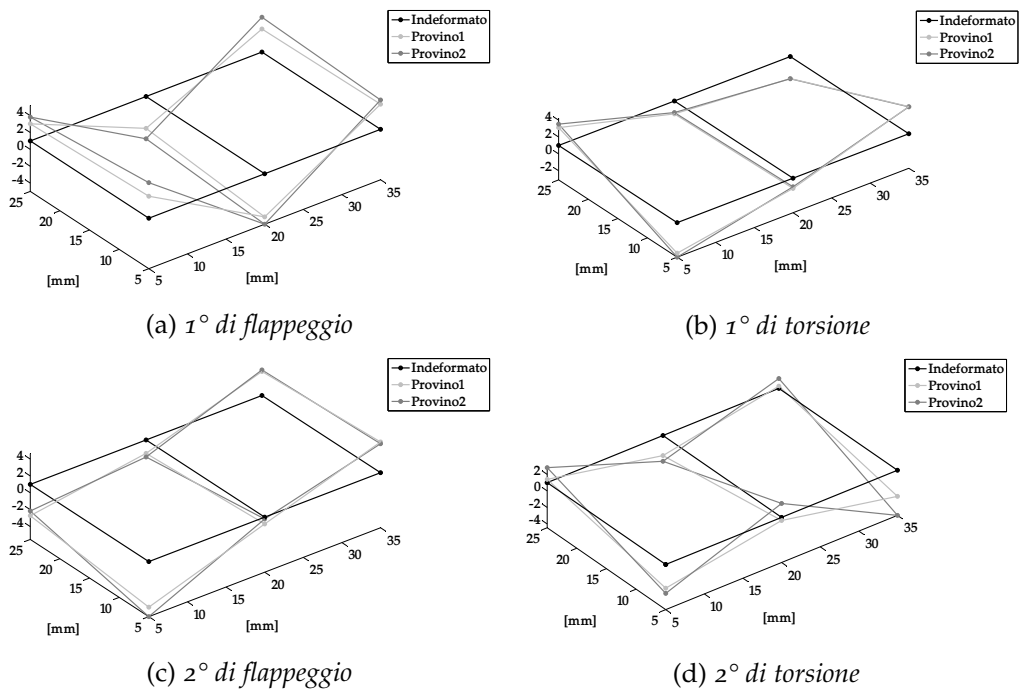 Indeformato
Provino1
Provino2
4
2
0
-2
-4
25
20
15
10
5
[mm]
5
10
15
20
25
30
35
[mm]
(a) 1° di flappeggio
Indeformato
Provino1
Provino2
4
2
0
-2
25
20
15
10
5
[mm]
5
10
15
20
25
30
35
[mm]
(b) 1° di torsione
Indeformato
Provino1
Provino2
4
2
0
-2
-4
25
20
15
10
5
[mm]
5
10
15
20
25
30
35
[mm]
(c) 2° di flappeggio
Indeformato
Provino1
Provino2
2
0
-2
-4
25
20
15
10
5
[mm]
5
10
15
20
25
30
35
[mm]
(d) 2° di torsione